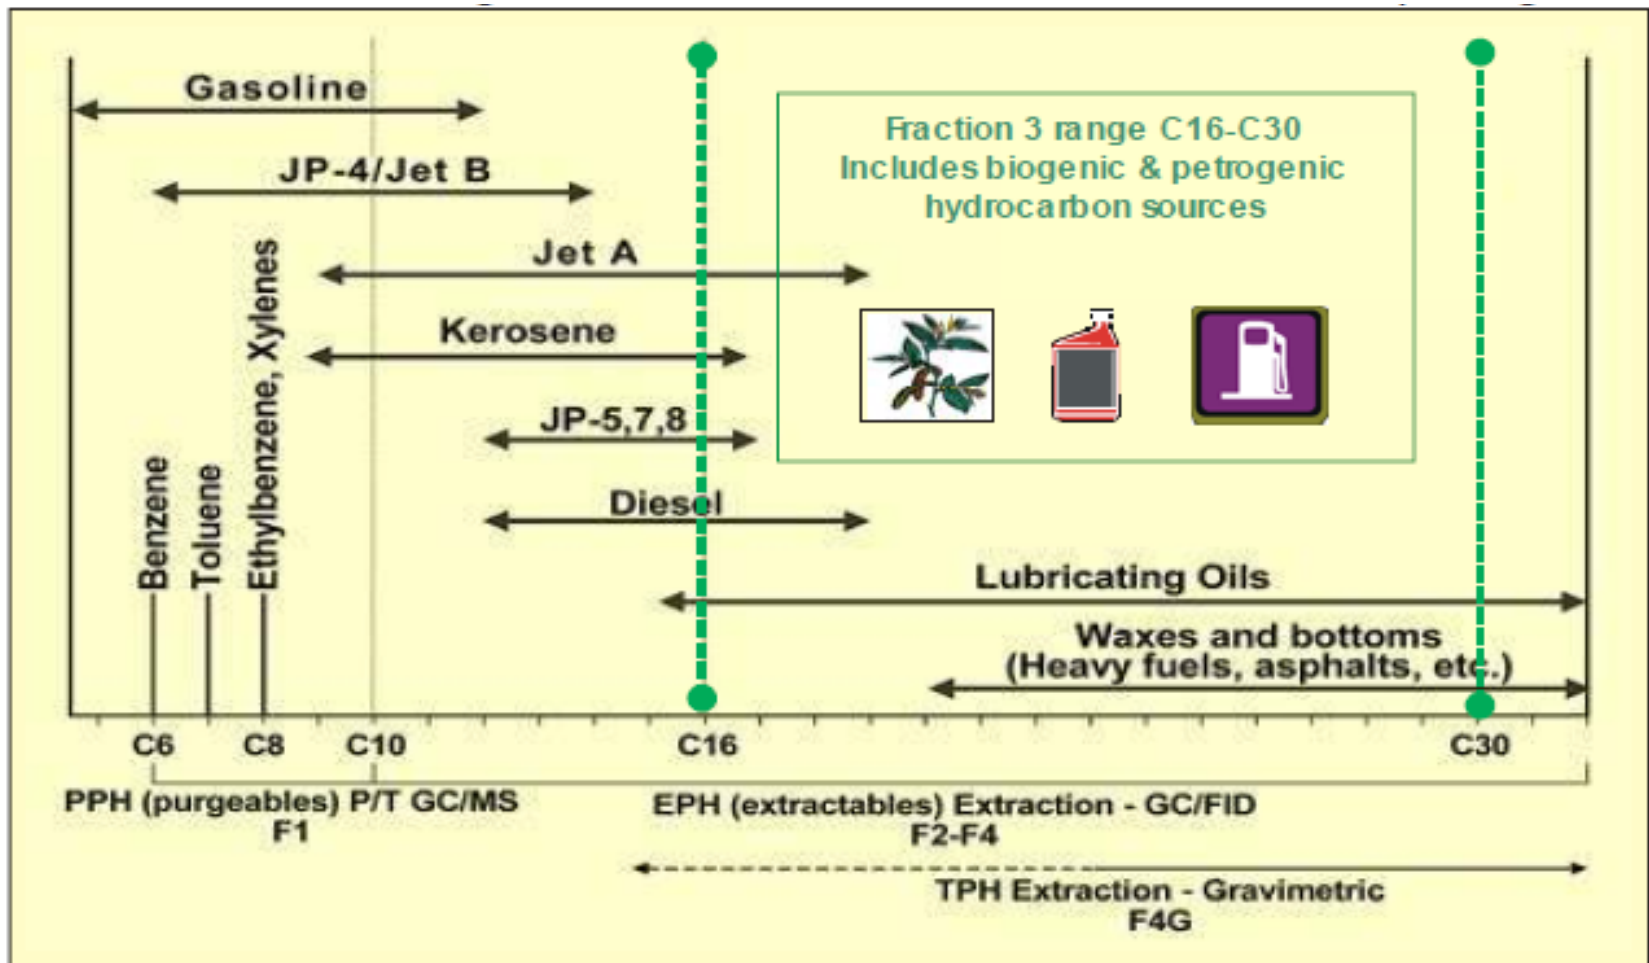 Gasoline
JP-4/Jet B
Jet A
Kerosene
JP-5,7,8
Diesel
Lubricating Oils
Waxes and bottoms
(Heavy fuels, asphalts, etc.)
Fraction 3 range C16-C30
Includes biogenic & petrogenic
hydrocarbon sources
Benzene
Toluene
Ethylbenzene, Xylenes
C6
C8
C10
C16
C30
PPH (purgeables) P/T GC/MS
F1
EPH (extractables) Extraction - GC/FID
F2-F4
TPH Extraction - Gravimetric
F4G